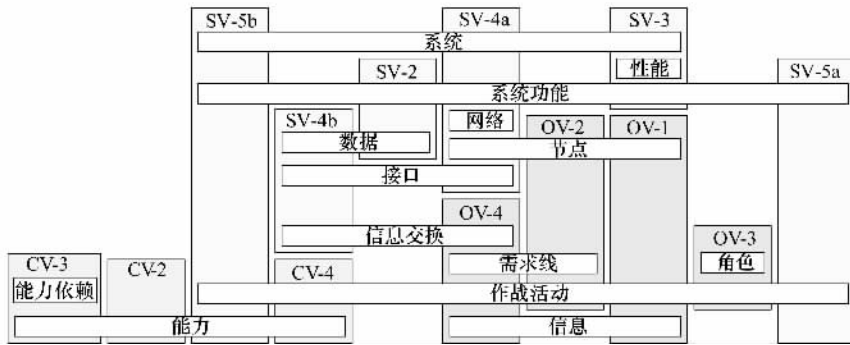 SV-5b
SV-4a
SV-3
系统
SV-2
性能
SV-5a
系统功能
SV-4b
网络
OV-2
OV-1
数据
节点
接口
OV-4
信息交换
OV-3
CV-3
CV-2
CV-4
需求线
角色
能力依赖
作战活动
能力
信息